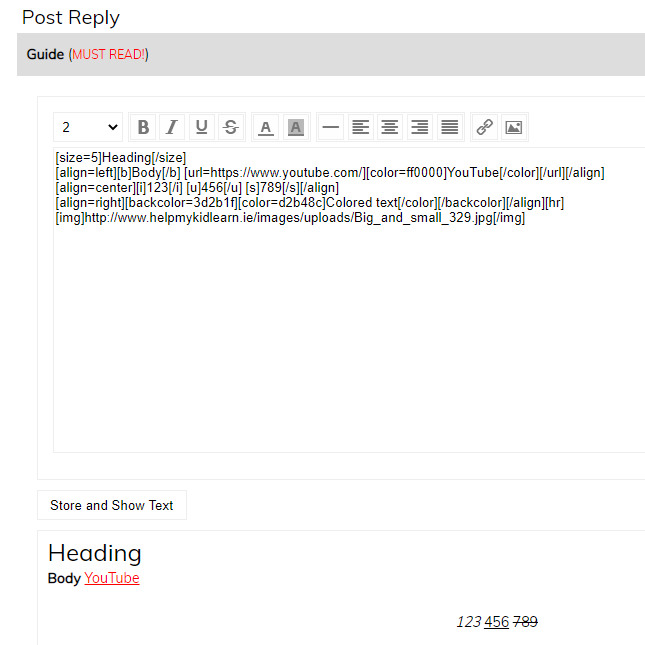 Post Reply
Guide (MUST READ!)
2 B I U S A A
[size=5]Heading[/size]
[align=left][b]Body[/b] [url=https://www.youtube.com/][color=ff0000]YouTube[/color][/url][/align]
[align=center][i]123[/i] [u]456[/u] [s]789[/s][/align]
[align=right][backcolor=3d2b1f][color=d2b48c]Colored text[/color][/backcolor][/align][hr]
[img]http://www.helpmykidlearn.ie/images/uploads/Big_and_small_329.jpg[/img]
Store and Show Text
Heading
Body YouTube
123 456 789